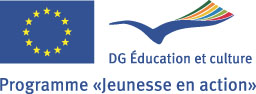 DG Éducation et culture
Programme «Jeunesse en action»